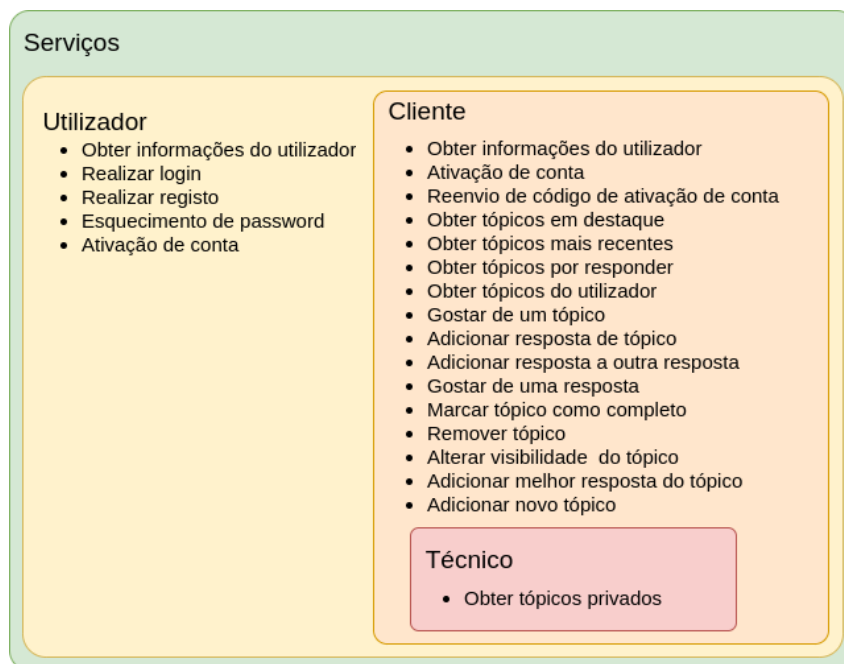 Serviços
Utilizador
Obter informações do utilizador
Realizar login
Realizar registo
Esquecimento de password
Ativação de conta
Cliente
Obter informações do utilizador
Ativação de conta
Reenvio de código de ativação de conta
Obter tópicos em destaque
Obter tópicos mais recentes
Obter tópicos por responder
Obter tópicos do utilizador
Gostar de um tópico
Adicionar resposta de tópico
Adicionar resposta a outra resposta
Gostar de uma resposta
Marcar tópico como completo
Remover tópico
Alterar visibilidade  do tópico
Adicionar melhor resposta do tópico
Adicionar novo tópico
Técnico
Obter tópicos privados